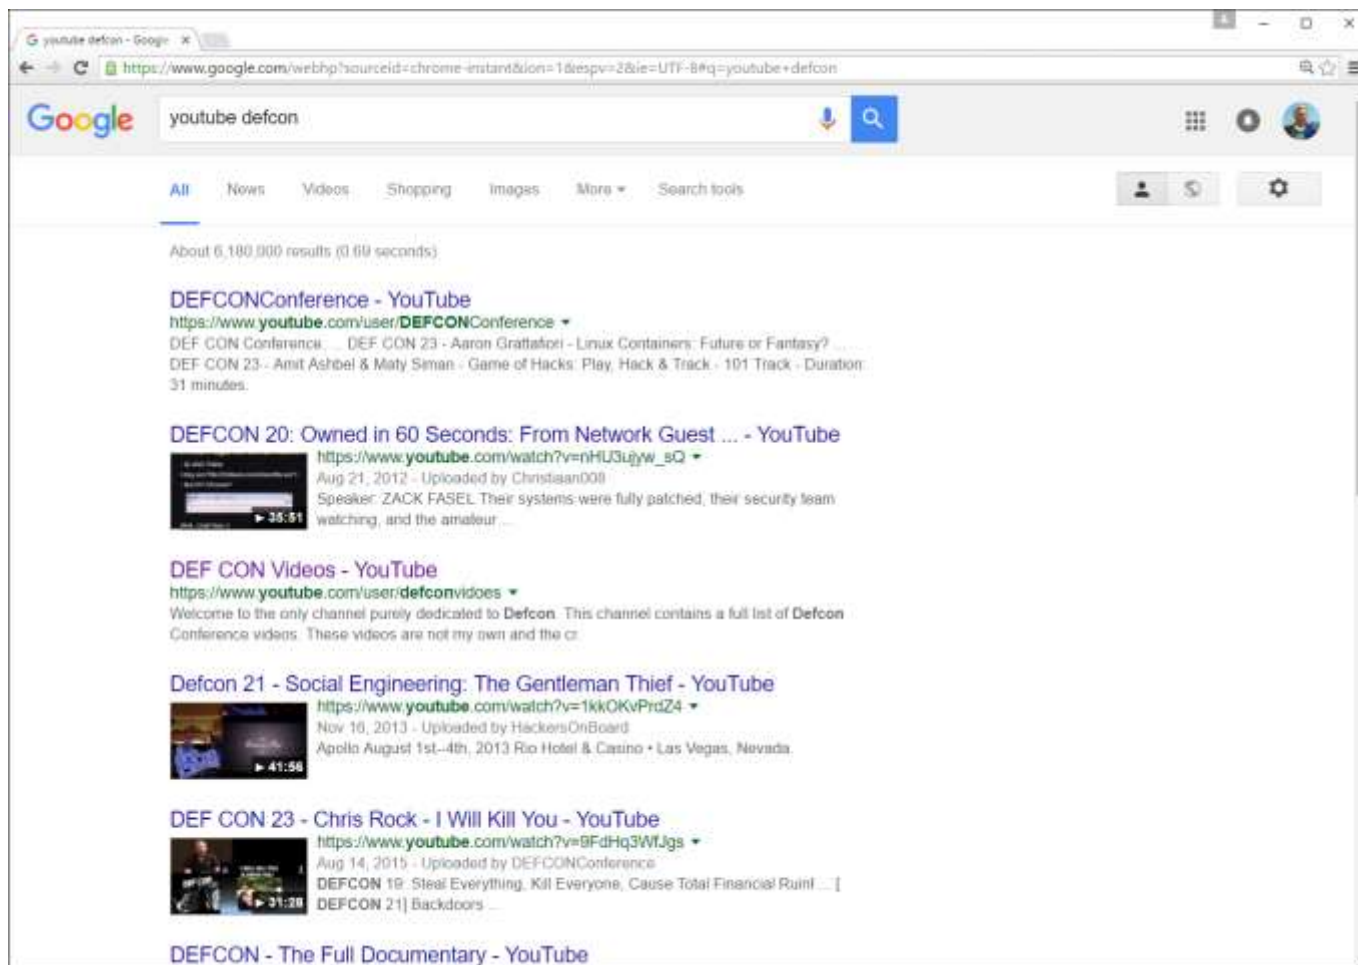 G youtube defcon - Google
https://www.google.com/webhp?sourceid=chrome-instant&ion=1&espv=2&ie=UTF-8#q=youtube+defcon
Google
youtube defcon
All News Videos Shopping Images More Search tools
About 6,180,000 results (0.69 seconds)
DEFCONConference - YouTube
https://www.youtube.com/user/DEFCONConference
DEF CON Conference. ... DEF CON 23 - Aaron Grattafiori - Linux Containers: Future or Fantasy? ...
DEF CON 23 - Amit Ashbel & Maty Siman - Game of Hacks: Play, Hack & Track - 101 Track - Duration:
31 minutes.
DEFCON 20: Owned in 60 Seconds: From Network Guest ... - YouTube
https://www.youtube.com/watch?v=nHU3ujyw_sQ
Aug 21, 2012 - Uploaded by Christiaan008
Speaker: ZACK FASEL Their systems were fully patched, their security team
35:51
watching, and the amateur ...
DEF CON Videos - YouTube
https://www.youtube.com/user/defconvidoes
Welcome to the only channel purely dedicated to Defcon. This channel contains a full list of Defcon
Conference videos. These videos are not my own and the cr.
Defcon 21 - Social Engineering: The Gentleman Thief - YouTube
https://www.youtube.com/watch?v=1kkOKvPrdZ4
Nov 16, 2013 - Uploaded by HackersOnBoard
Apollo August 1st--4th, 2013 Rio Hotel & Casino • Las Vegas, Nevada.
41:56
DEF CON 23 - Chris Rock - I Will Kill You - YouTube
https://www.youtube.com/watch?v=9FdHq3WfJgs
Aug 14, 2015 - Uploaded by DEFCONConference
DEFCON 19: Steal Everything, Kill Everyone, Cause Total Financial Ruin! ... [
31:28
DEFCON 21] Backdoors ...
DEFCON - The Full Documentary - YouTube